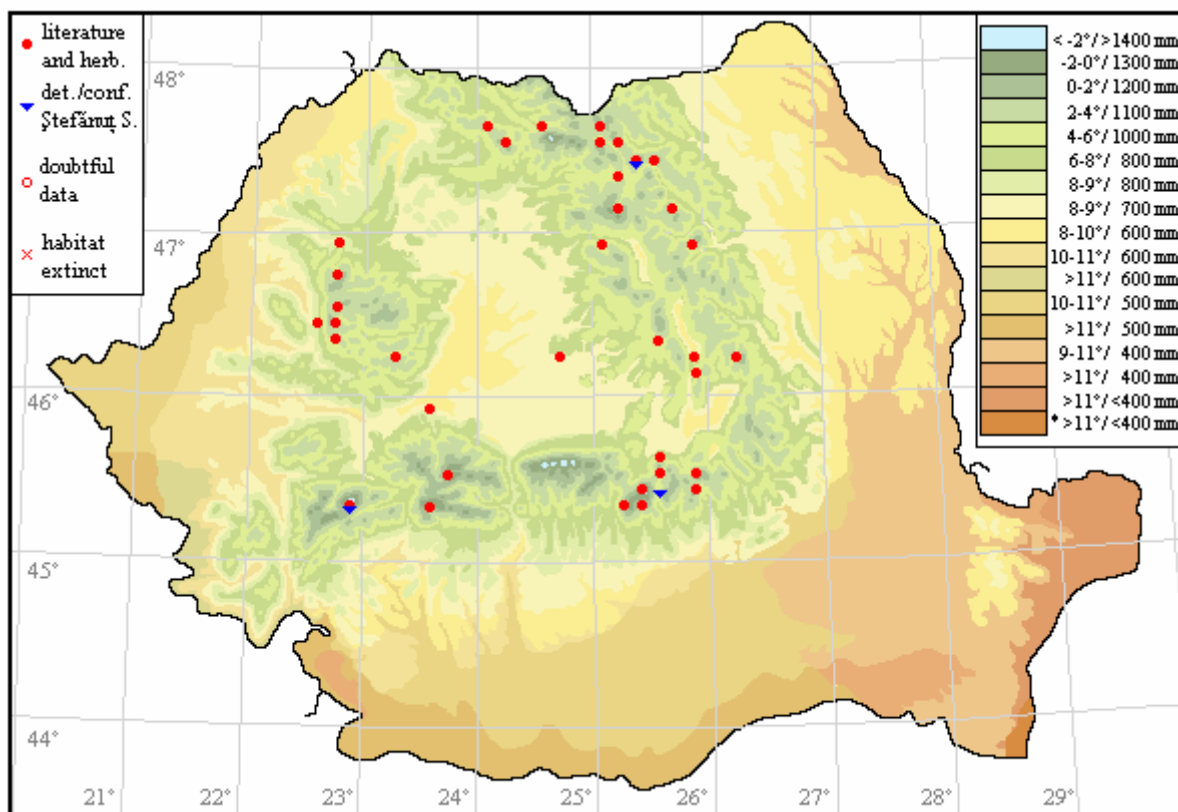 literature
and herb.
det./conf.
Ştefănuţ S.
doubtful
data
habitat
extinct
< -2°/ >1400 mm
-2-0°/ 1300 mm
0-2°/ 1200 mm
2-4°/ 1100 mm
4-6°/ 1000 mm
6-8°/ 800 mm
8-9°/ 800 mm
8-9°/ 700 mm
8-10°/ 600 mm
10-11°/ 600 mm
>11°/ 600 mm
10-11°/ 500 mm
>11°/ 500 mm
9-11°/ 400 mm
>11°/ 400 mm
>11°/ <400 mm
* >11°/ <400 mm
48°
47°
46°
45°
44°
21° 22° 23° 24° 25° 26° 27° 28° 29°